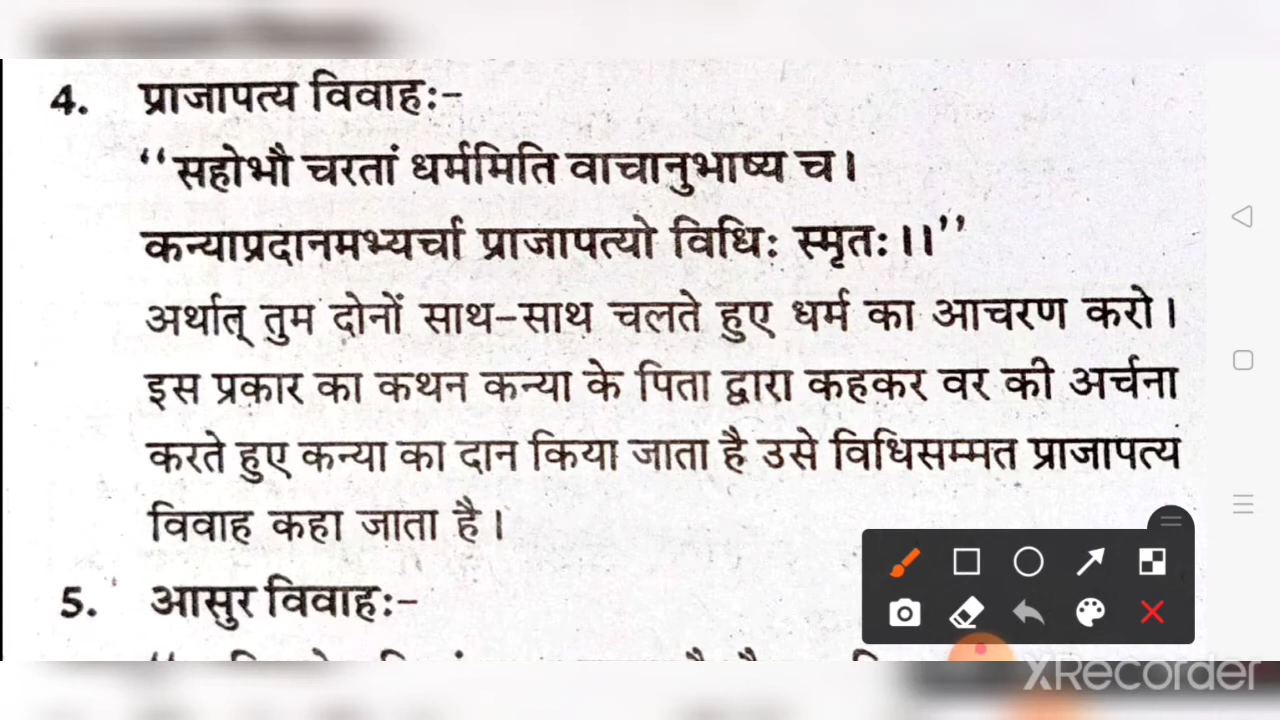 4. प्राजापत्य विवाहः-
“सहोभौ चरतां धर्ममिति वाचानुभाष्य च।
कन्याप्रदानमभ्यर्चा प्राजापत्यो विधिः स्मृतः।।”
अर्थात् तुम दोनों साथ-साथ चलते हुए धर्म का आचरण करो।
इस प्रकार का कथन कन्या के पिता द्वारा कहकर वर की अर्चना
करते हुए कन्या का दान किया जाता है उसे विधिसम्मत प्राजापत्य
विवाह कहा जाता है।
5. आसुर विवाहः-
XRecorder